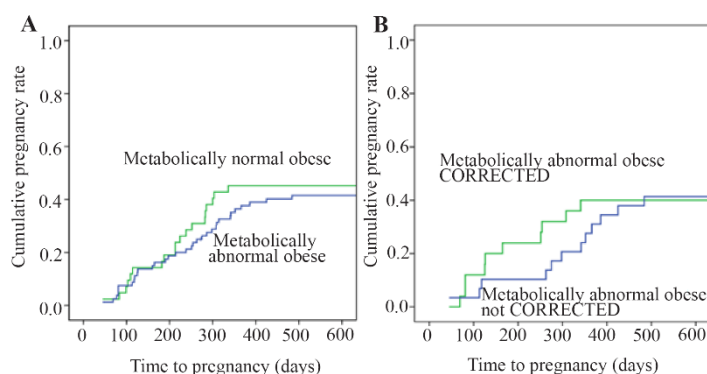 A
Cumulative pregnancy rate
1.0
0.8
0.6
0.4
0.2
0.0
Metabolically normal obese
Metabolically
abnormal obese
0 100 200 300 400 500 600
Time to pregnancy (days)
B
Cumulative pregnancy rate
1.0
0.8
0.6
0.4
0.2
0.0
Metabolically abnormal obese
CORRECTED
Metabolically abnormal obese
not CORRECTED
0 100 200 300 400 500 600
Time to pregnancy (days)